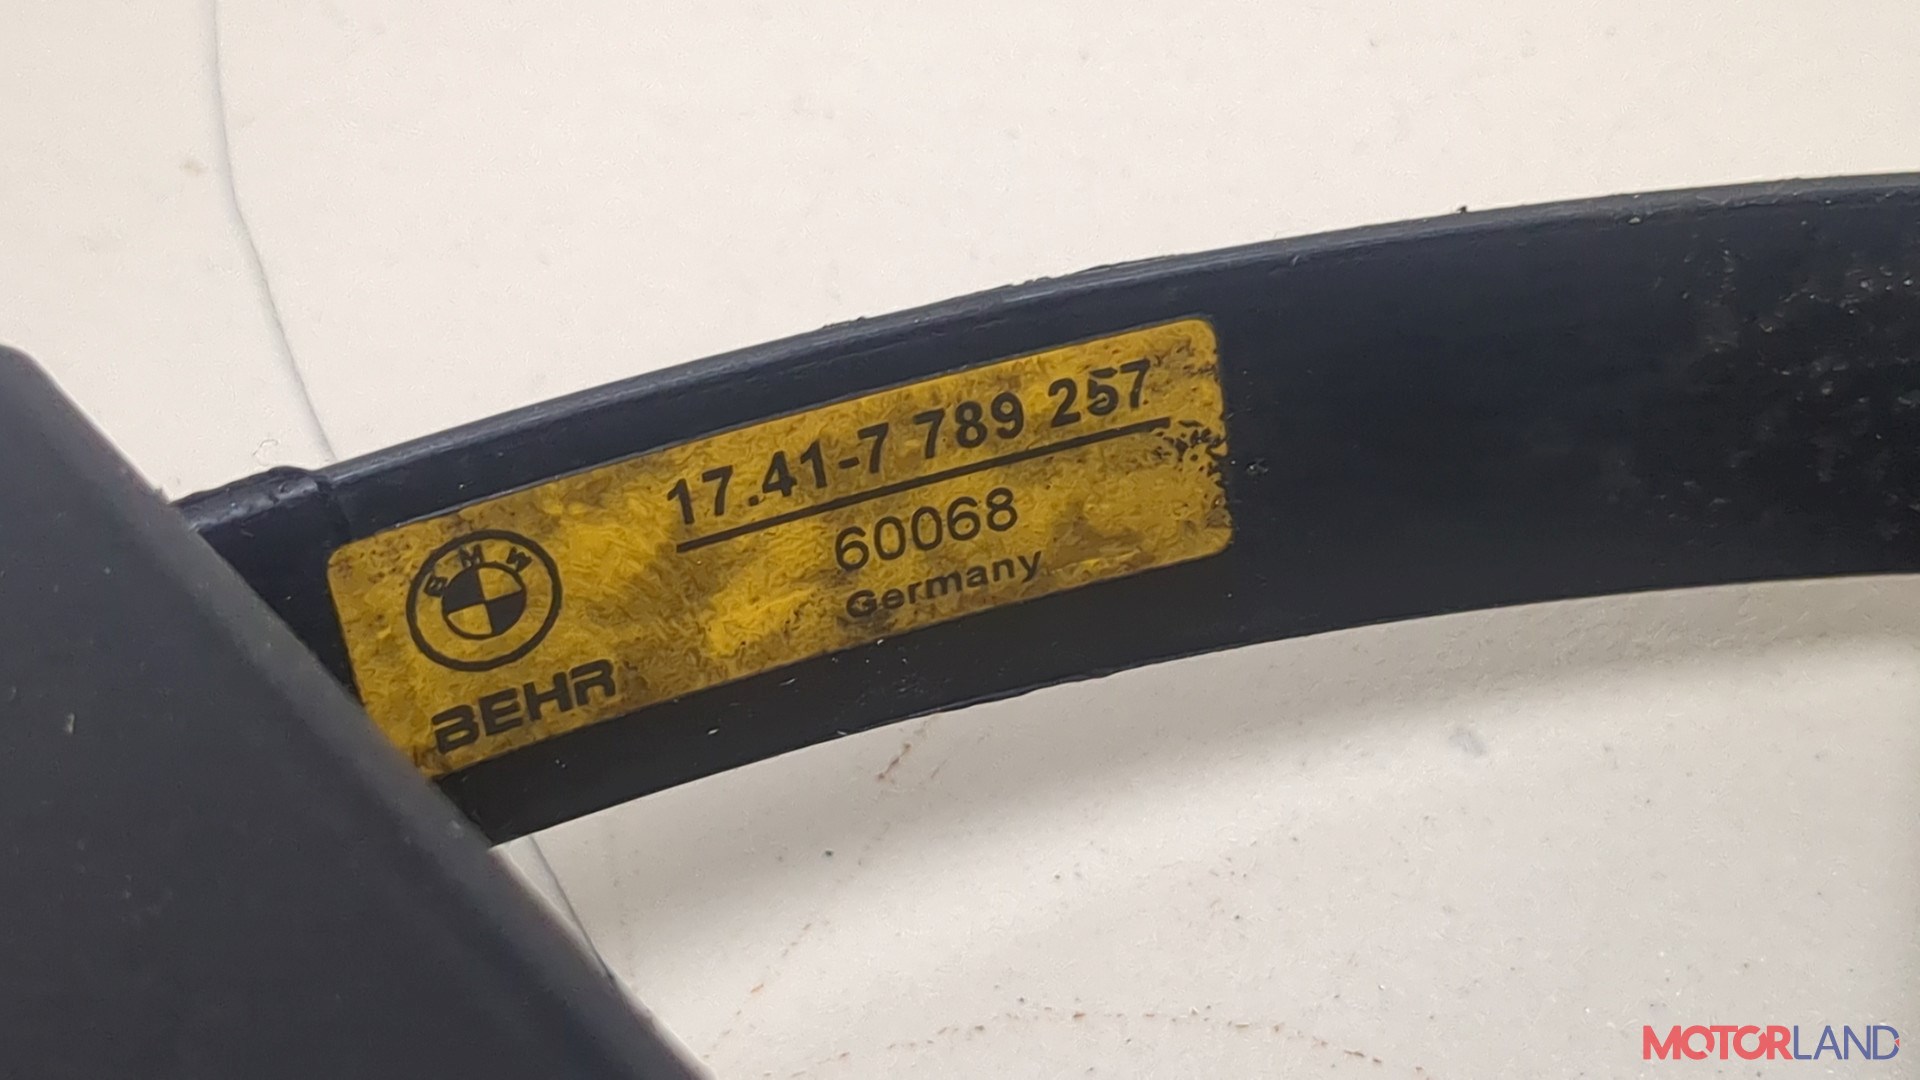 17.41-7 789 257
60068
Germany
BMW
BEHR
MOTORLAND